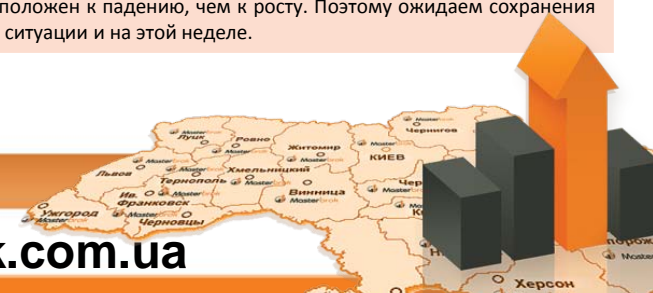 положен к падению, чем к росту. Поэтому ожидаем сохранения
ситуации и на этой неделе.
Чернигов
Луцк
Ровно
Житомир
КИЕВ
Львов
Тернополь
Хмельницкий
Ив.
Франковск
Винница
Ужгород
Черновцы
k.com.ua
Херсон